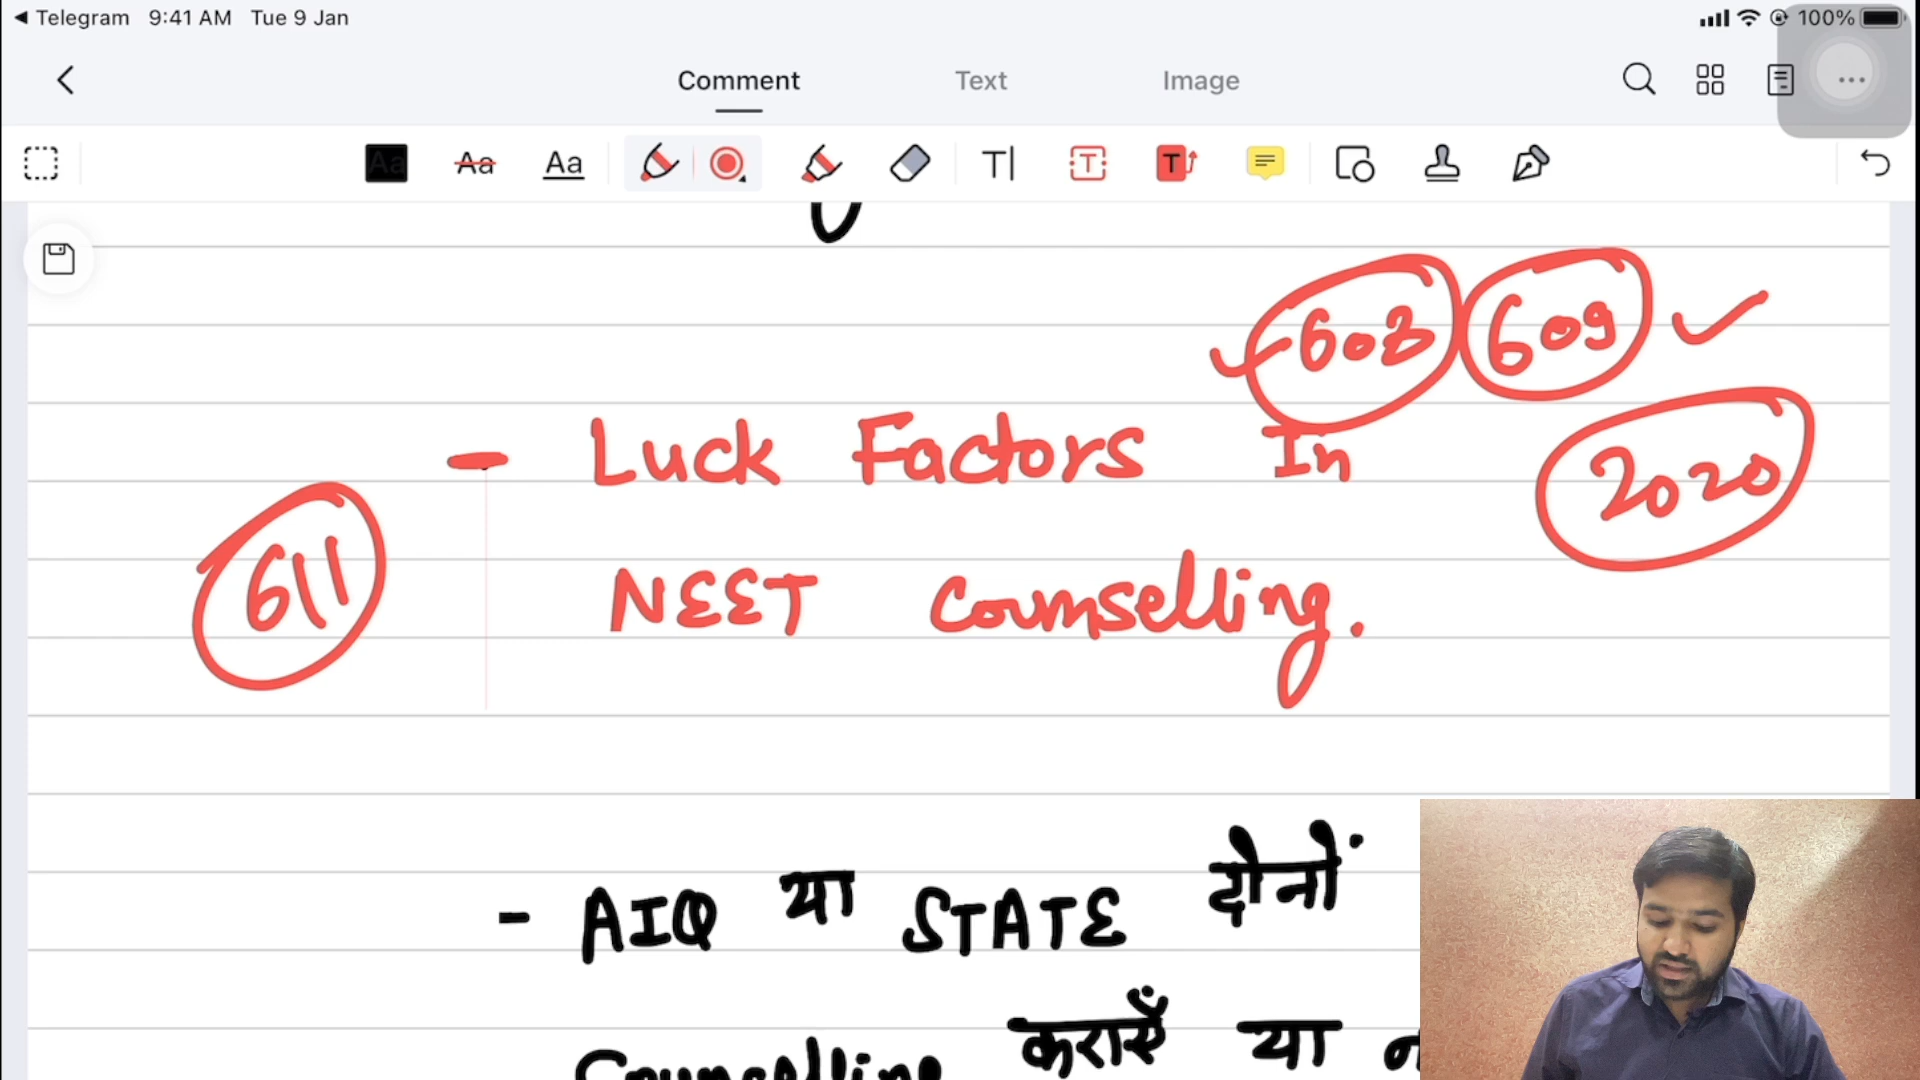 Telegram 9:41 AM Tue 9 Jan 100%
Comment Text Image
Aa Aa Aa T T T
608 609
- Luck Factors In
2020
611
NEET Counselling.
- AIQ या STATE दोनों
Counselling कराएँ या